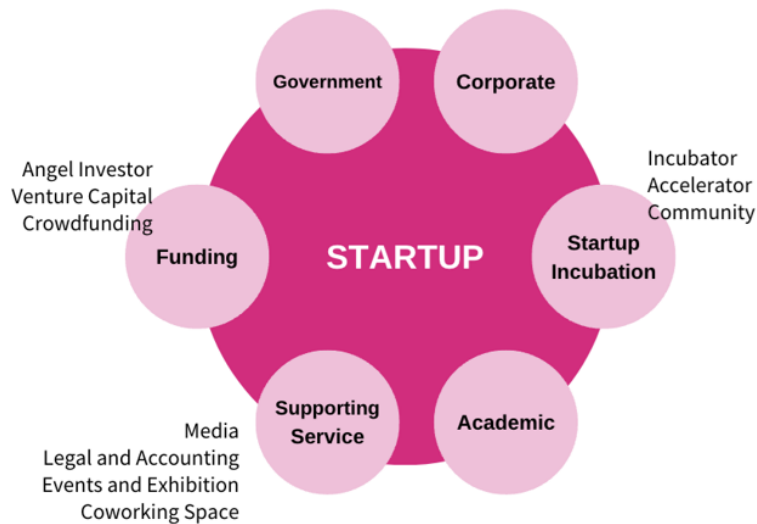 Government
Corporate
Angel Investor
Venture Capital
Crowdfunding
Incubator
Accelerator
Community
Funding
STARTUP
Startup
Incubation
Supporting
Service
Academic
Media
Legal and Accounting
Events and Exhibition
Coworking Space